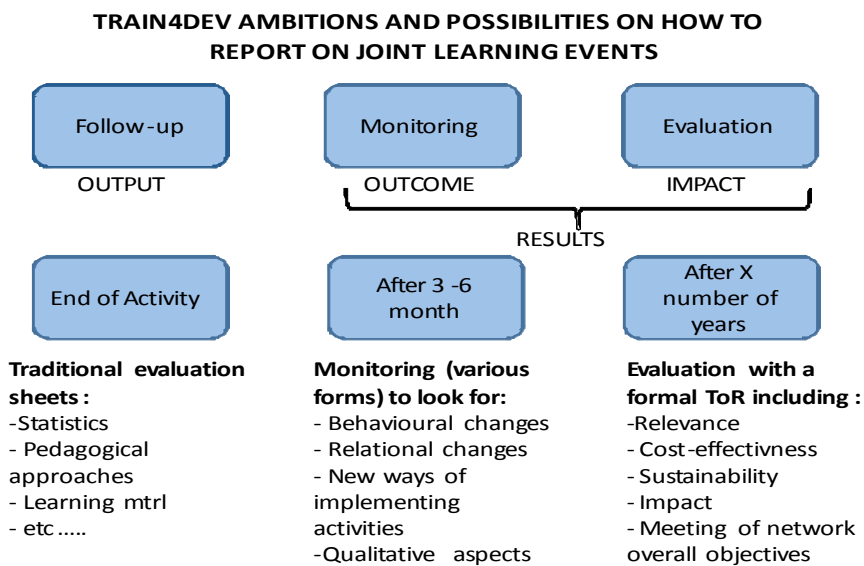 TRAIN4DEV AMBITIONS AND POSSIBILITIES ON HOW TO
REPORT ON JOINT LEARNING EVENTS
Follow-up
Monitoring
Evaluation
OUTPUT
OUTCOME
IMPACT
RESULTS
End of Activity
After 3 -6
month
After X
number of
years
Traditional evaluation
sheets :
-Statistics
- Pedagogical
approaches
- Learning mtrl
- etc .....
Monitoring (various
forms) to look for:
- Behavioural changes
- Relational changes
- New ways of
implementing
activities
-Qualitative aspects
Evaluation with a
formal ToR including :
-Relevance
- Cost-effectivness
- Sustainability
- Impact
- Meeting of network
overall objectives